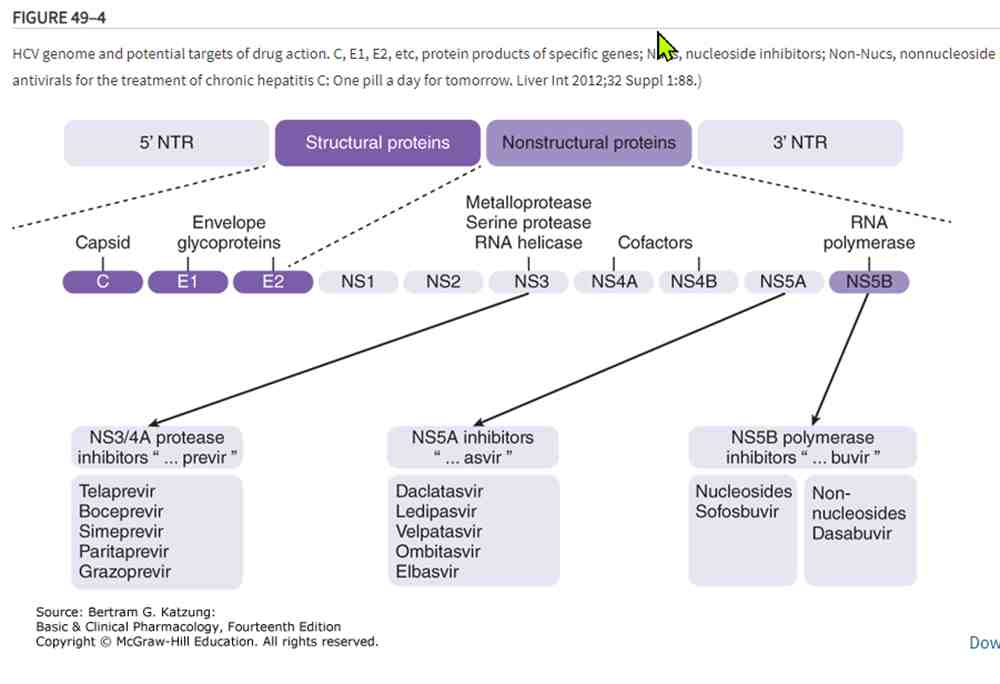 FIGURE 49–4
HCV genome and potential targets of drug action. C, E1, E2, etc, protein products of specific genes; , nucleoside inhibitors; Non-Nucs, nonnucleoside
antivirals for the treatment of chronic hepatitis C: One pill a day for tomorrow. Liver Int 2012;32 Suppl 1:88.)
5’ NTR
Structural proteins
Nonstructural proteins
3’ NTR
Capsid
Envelope
glycoproteins
Metalloprotease
Serine protease
RNA helicase
Cofactors
RNA
polymerase
C
E1
E2
NS1
NS2
NS3
NS4A
NS4B
NS5A
NS5B
NS3/4A protease
inhibitors “ ... previr ”
Telaprevir
Boceprevir
Simeprevir
Paritaprevir
Grazoprevir
NS5A inhibitors
“ ... asvir ”
Daclatasvir
Ledipasvir
Velpatasvir
Ombitasvir
Elbasvir
NS5B polymerase
inhibitors “ ... buvir ”
Nucleosides
Sofosbuvir
Non-
nucleosides
Dasabuvir
Source: Bertram G. Katzung:
Basic & Clinical Pharmacology, Fourteenth Edition
Copyright © McGraw-Hill Education. All rights reserved.
Dow